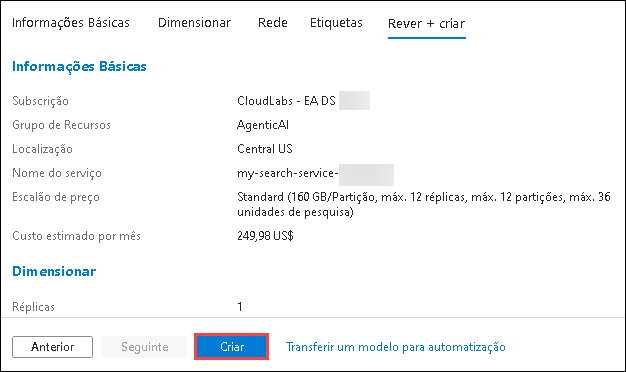 Informações Básicas Dimensionar Rede Etiquetas Rever + criar
Informações Básicas
Subscrição CloudLabs - EA DS
Grupo de Recursos AgenticAI
Localização Central US
Nome do serviço my-search-service-
Escalão de preço Standard (160 GB/Partição, máx. 12 réplicas, máx. 12 partições, máx. 36
unidades de pesquisa)
Custo estimado por mês 249,98 US$
Dimensionar
Réplicas 1
Anterior Seguinte Criar Transferir um modelo para automatização